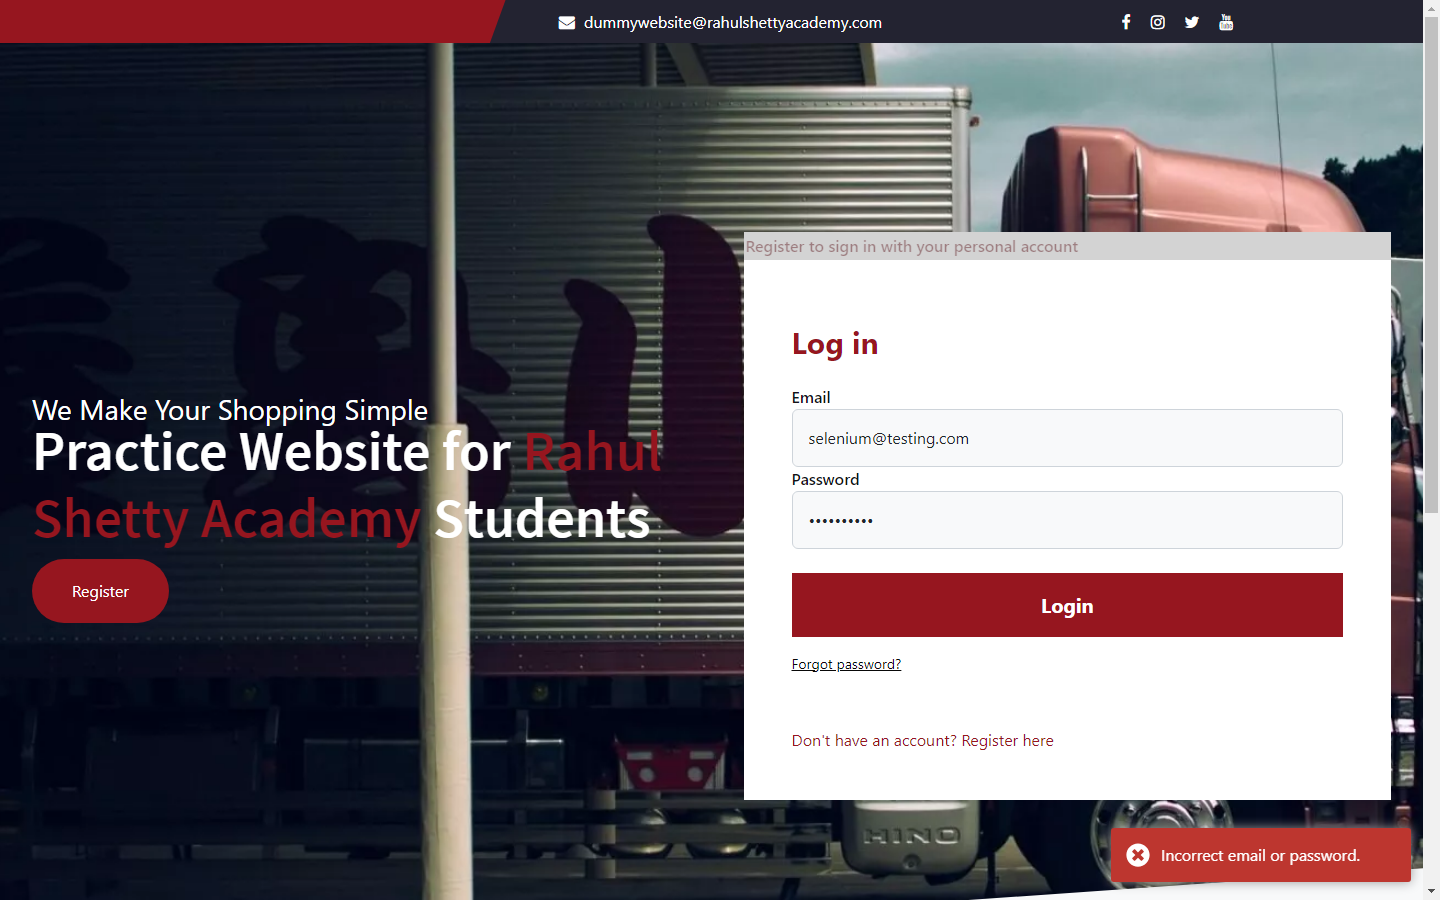 dummywebsite@rahulshettyacademy.com
We Make Your Shopping Simple
Practice Website for Rahul
Shetty Academy Students
Register
Register to sign in with your personal account
Log in
Email
selenium@testing.com
Password
••••••••••
Login
Forgot password?
Don't have an account? Register here
HINO
Incorrect email or password.